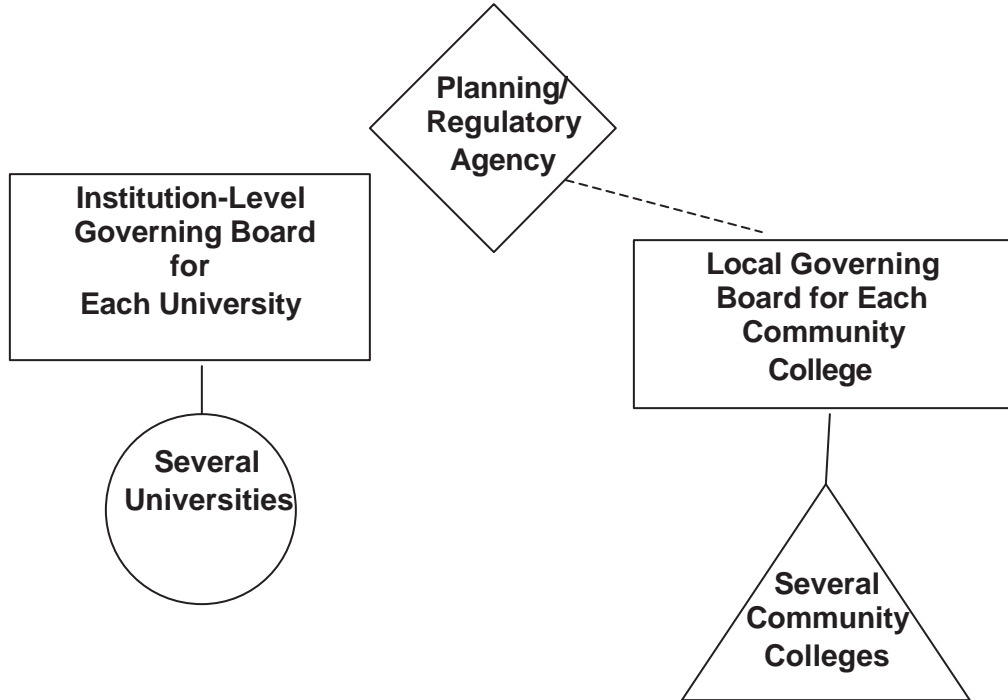 Planning/
Regulatory
Agency
Institution-Level
Governing Board
for
Each University
Local Governing
Board for Each
Community
College
Several
Universities
Several
Community
Colleges